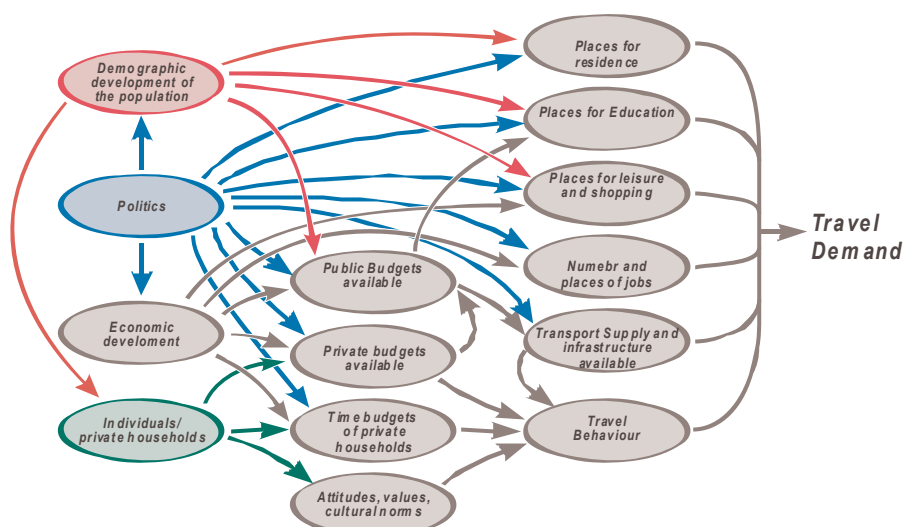 Demographic
development of
the population
Politics
Economic
develoment
Individuals/
private households
Public Budgets
available
Private budgets
available
Time budgets
of private
households
Attitudes, values,
cultural norms
Places for
residence
Places for Education
Places for leisure
and shopping
Numebr and
places of jobs
Transport Supply and
infrastructure
available
Travel
Behaviour
Travel
Demand